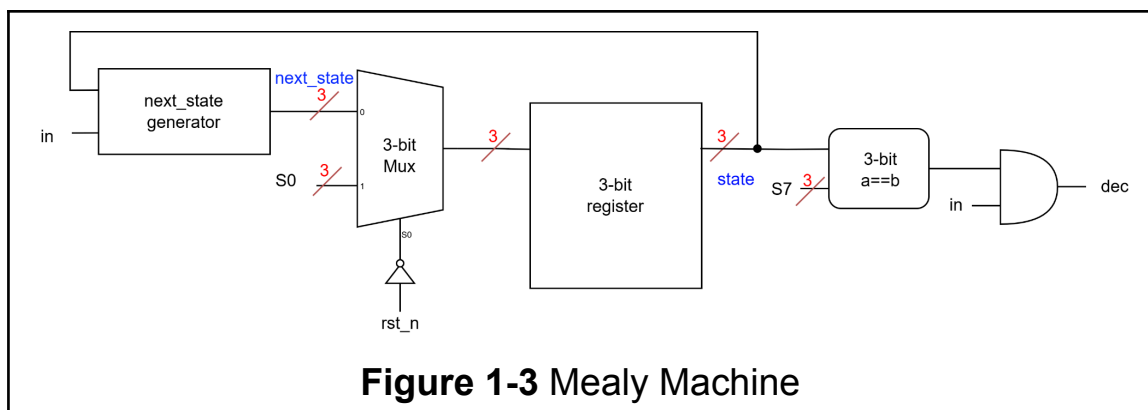 next_state
generator
in
next_state
3
0
S0
3
1
3-bit
Mux
S0
rst_n
3
3-bit
register
3
state
S7
3
3-bit
a==b
in
dec
Figure 1-3 Mealy Machine